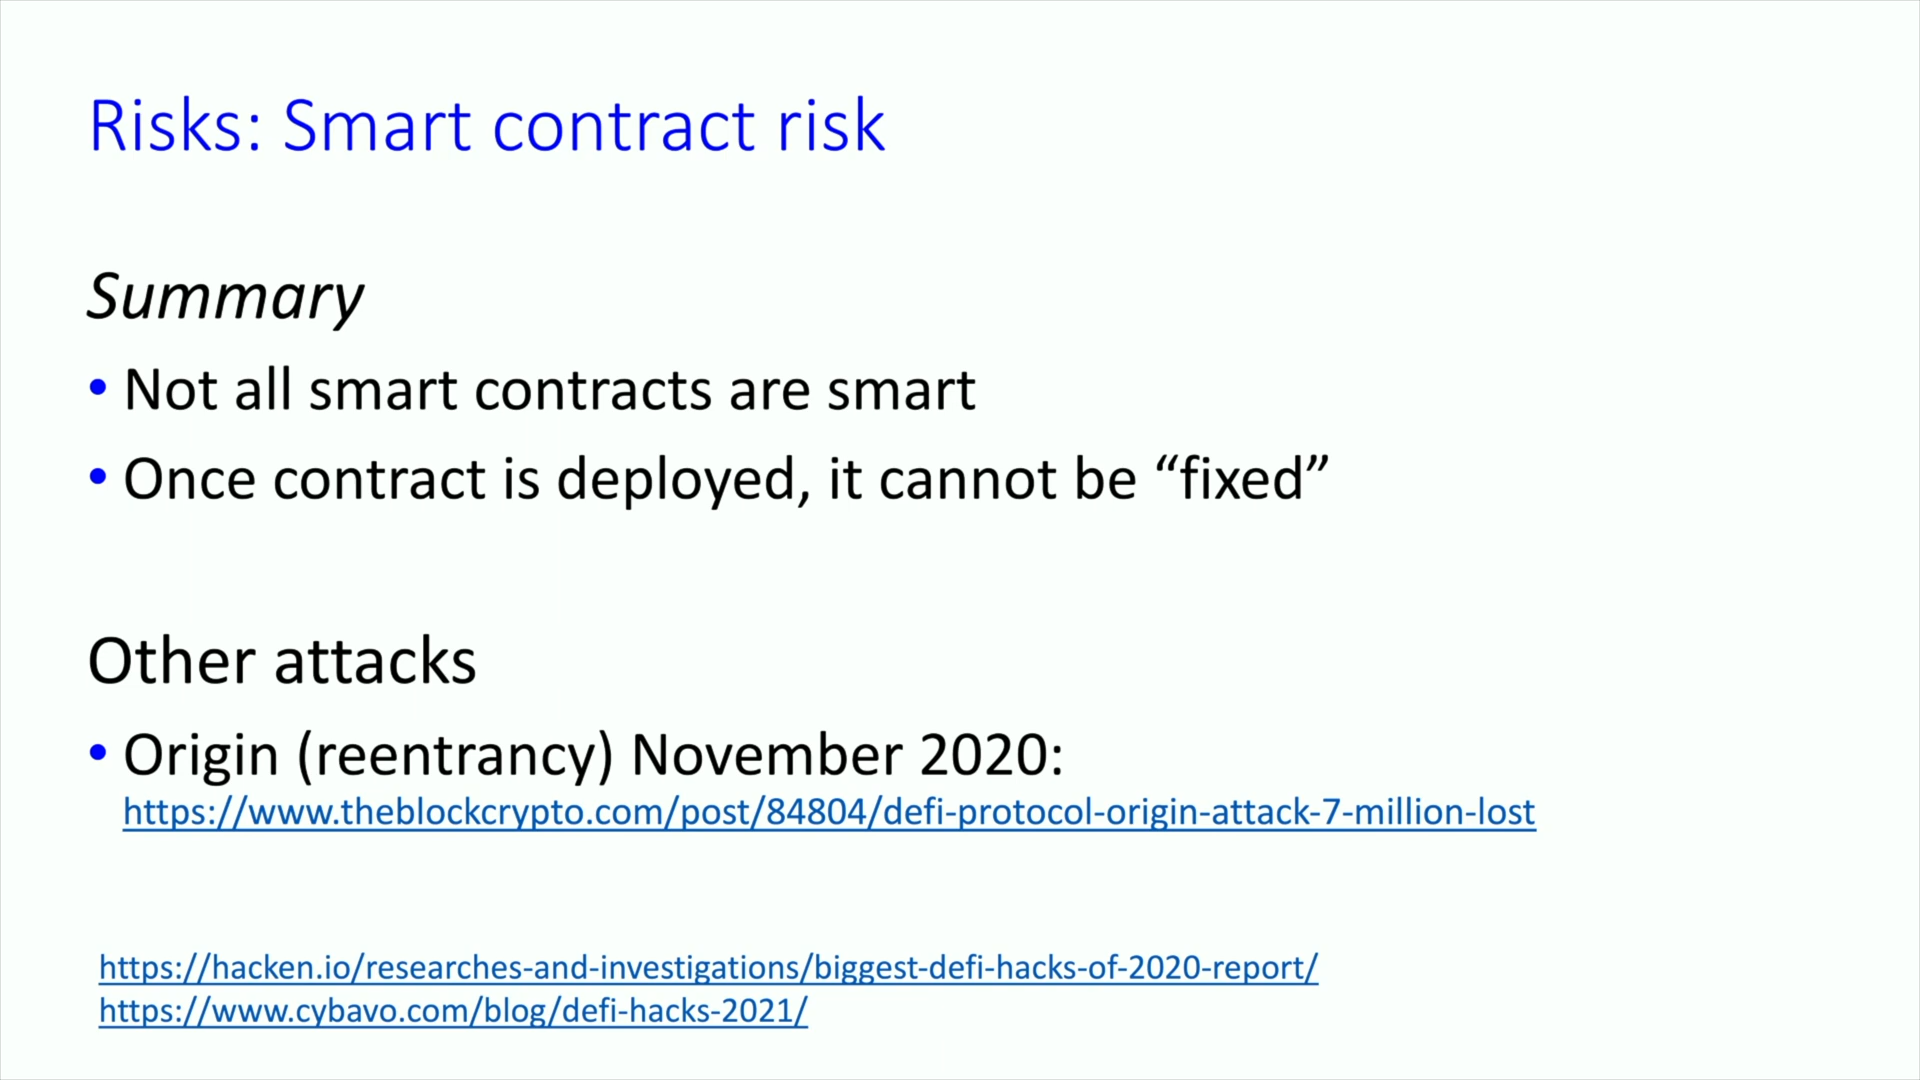 Risks: Smart contract risk
Summary
• Not all smart contracts are smart
• Once contract is deployed, it cannot be “fixed”
Other attacks
• Origin (reentrancy) November 2020:
https://www.theblockcrypto.com/post/84804/defi-protocol-origin-attack-7-million-lost
https://hacken.io/researches-and-investigations/biggest-defi-hacks-of-2020-report/
https://www.cybavo.com/blog/defi-hacks-2021/